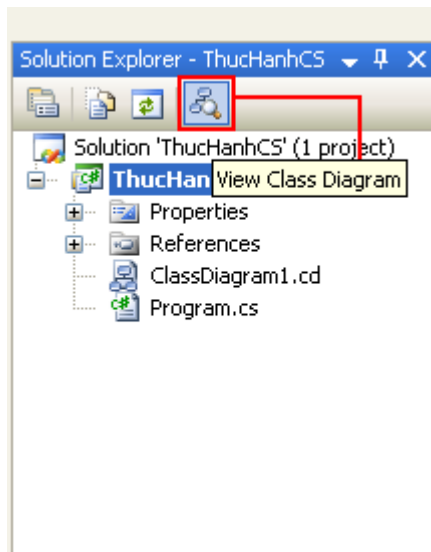 Solution Explorer - ThucHanhCS
Solution 'ThucHanhCS' (1 project)
ThucHan
View Class Diagram
Properties
References
ClassDiagram1.cd
Program.cs